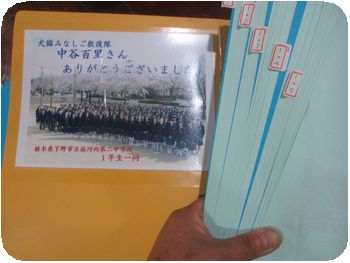 犬猫みなしご救援隊
中谷百里さん
ありがとうございました
栃木県下野市立南河内第二中学校
1年生一同